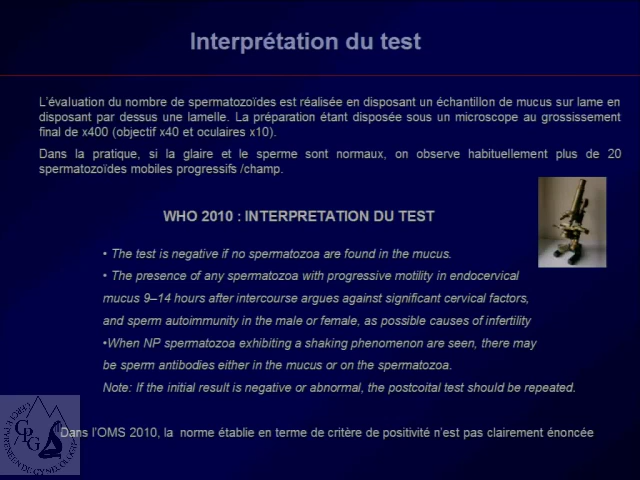 Interprétation du test
L'évaluation du nombre de spermatozoïdes est réalisée en disposant un échantillon de mucus sur lame en
disposant par dessus une lamelle. La préparation étant disposée sous un microscope au grossissement
final de x400 (objectif x40 et oculaires x10).
Dans la pratique, si la glaire et le sperme sont normaux, on observe habituellement plus de 20
spermatozoïdes mobiles progressifs /champ.
WHO 2010 : INTERPRETATION DU TEST
• The test is negative if no spermatozoa are found in the mucus.
• The presence of any spermatozoa with progressive motility in endocervical
mucus 9–14 hours after intercourse argues against significant cervical factors,
and sperm autoimmunity in the male or female, as possible causes of infertility
•When NP spermatozoa exhibiting a shaking phenomenon are seen, there may
be sperm antibodies either in the mucus or on the spermatozoa.
Note: If the initial result is negative or abnormal, the postcoital test should be repeated.
Dans l'OMS 2010, la norme établie en terme de critère de positivité n'est pas clairement énoncée
CERCLE PYRENEEN DE GYNECOLOGIE
CPG